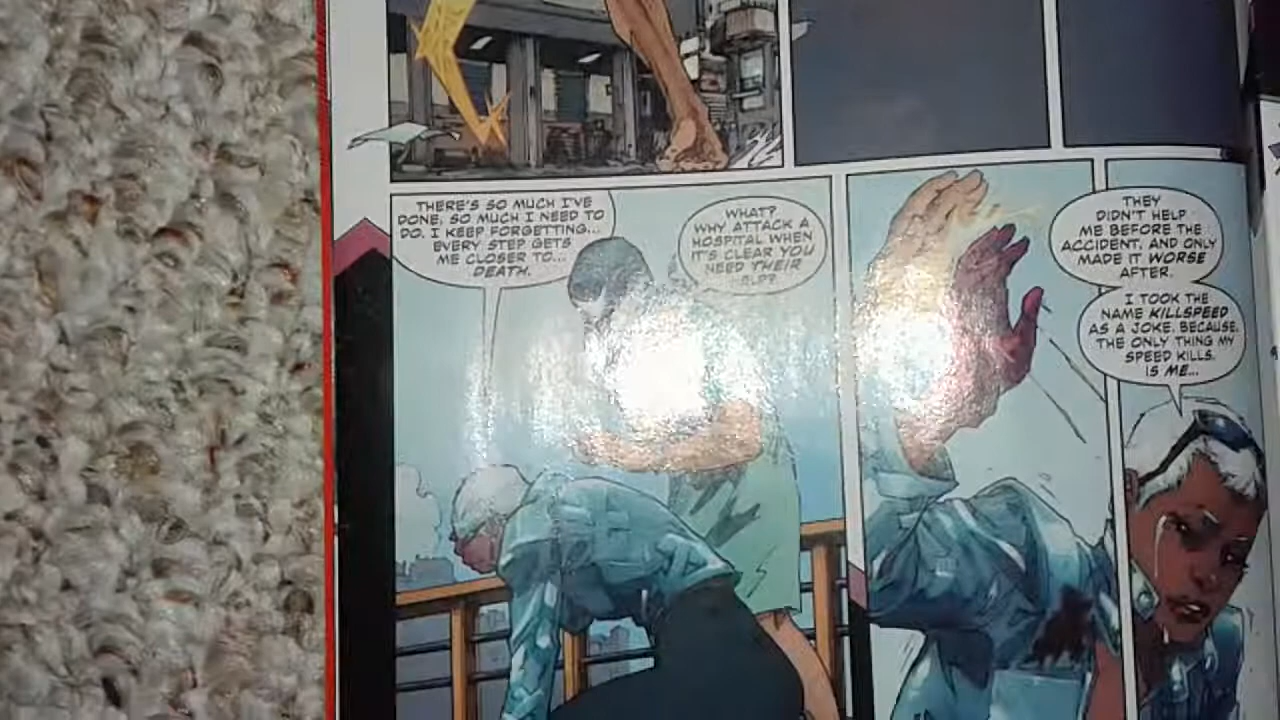 THERE'S SO MUCH I'VE
DONE, SO MUCH I NEED TO
DO. I KEEP FORGETTING...
EVERY STEP GETS
ME CLOSER TO...
DEATH.
WHAT?
WHY ATTACK A
HOSPITAL WHEN
IT'S CLEAR YOU
NEED THEIR
HELP?
THEY
DIDN'T HELP
ME BEFORE THE
ACCIDENT, AND ONLY
MADE IT WORSE
AFTER.
I TOOK THE
NAME KILLSPEED
AS A JOKE. BECAUSE,
THE ONLY THING MY
SPEED KILLS,
IS ME...